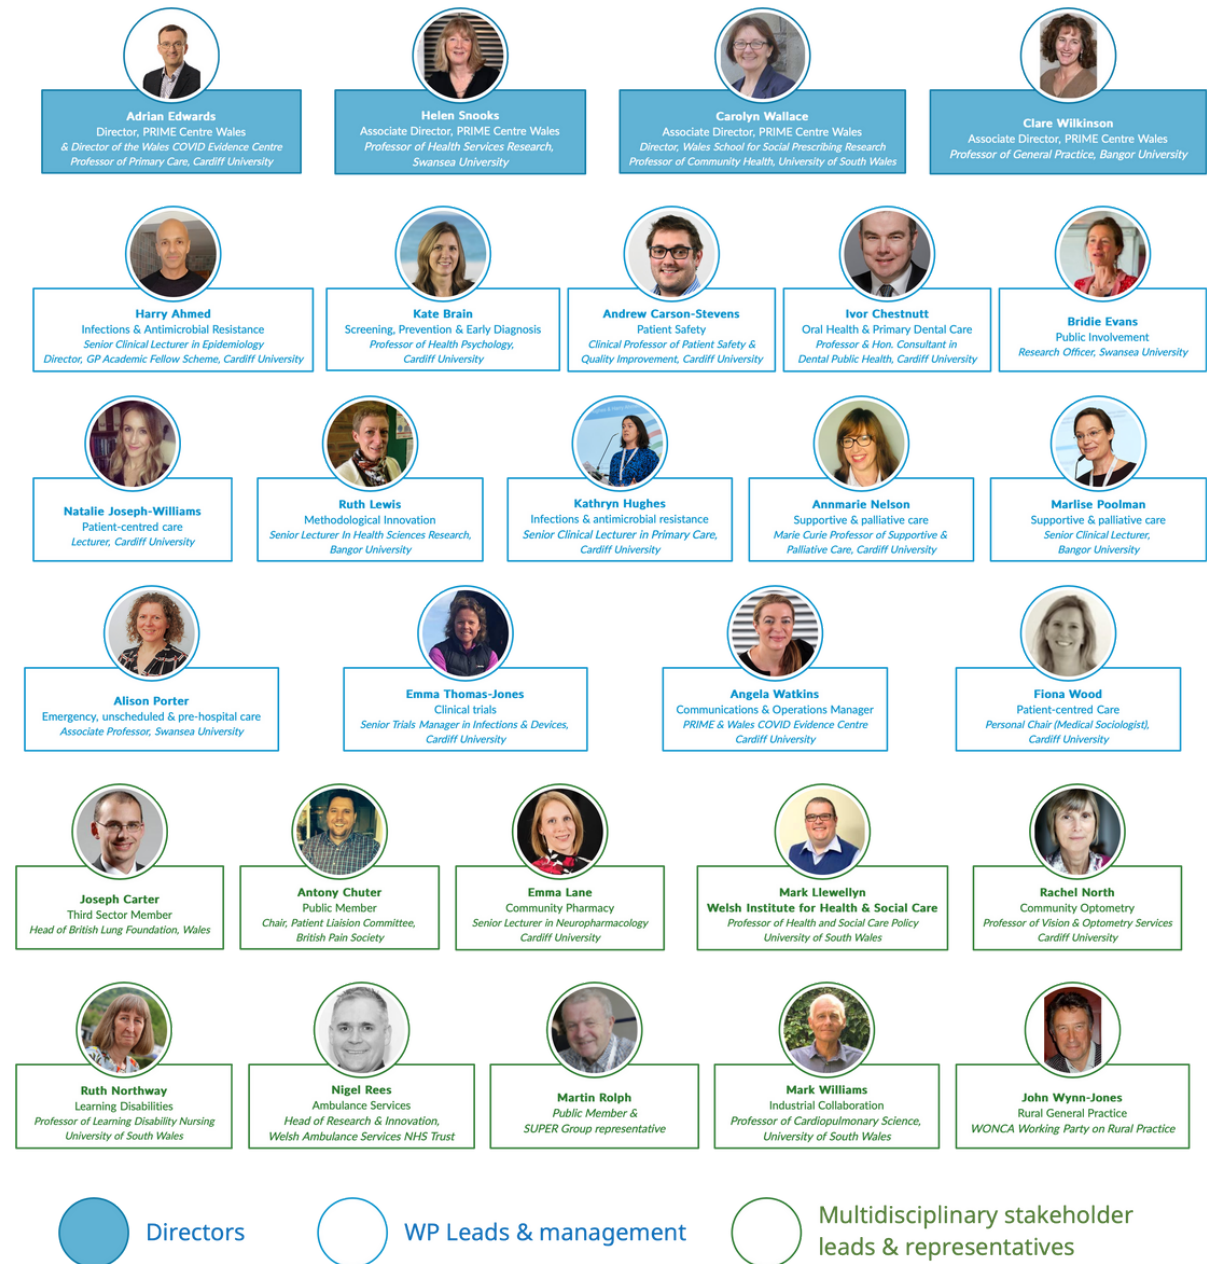 Adrian Edwards
Director, PRIME Centre Wales
& Director of the Wales COVID Evidence Centre
Professor of Primary Care, Cardiff University
Helen Snooks
Associate Director, PRIME Centre Wales
Professor of Health Services Research,
Swansea University
Carolyn Wallace
Associate Director, PRIME Centre Wales
Director, Wales School for Social Prescribing Research
Professor of Community Health, University of South Wales
Clare Wilkinson
Associate Director, PRIME Centre Wales
Professor of General Practice, Bangor University
Harry Ahmed
Infections & Antimicrobial Resistance
Senior Clinical Lecturer in Epidemiology
Director, GP Academic Fellow Scheme, Cardiff University
Kate Brain
Screening, Prevention & Early Diagnosis
Professor of Health Psychology,
Cardiff University
Andrew Carson-Stevens
Patient Safety
Clinical Professor of Patient Safety &
Quality Improvement, Cardiff University
Ivor Chestnutt
Oral Health & Primary Dental Care
Professor & Hon. Consultant in
Dental Public Health, Cardiff University
Bridie Evans
Public Involvement
Research Officer, Swansea University
Natalie Joseph-Williams
Patient-centred care
Lecturer, Cardiff University
Ruth Lewis
Methodological Innovation
Senior Lecturer In Health Sciences Research,
Bangor University
Kathryn Hughes
Infections & antimicrobial resistance
Senior Clinical Lecturer in Primary Care,
Cardiff University
Annmarie Nelson
Supportive & palliative care
Marie Curie Professor of Supportive &
Palliative Care, Cardiff University
Marlise Poolman
Supportive & palliative care
Senior Clinical Lecturer,
Bangor University
Alison Porter
Emergency, unscheduled & pre-hospital care
Associate Professor, Swansea University
Emma Thomas-Jones
Clinical trials
Senior Trials Manager in Infections & Devices,
Cardiff University
Angela Watkins
Communications & Operations Manager
PRIME & Wales COVID Evidence Centre
Cardiff University
Fiona Wood
Patient-centred Care
Personal Chair (Medical Sociologist),
Cardiff University
Joseph Carter
Third Sector Member
Head of British Lung Foundation, Wales
Antony Chuter
Public Member
Chair, Patient Liaision Committee,
British Pain Society
Emma Lane
Community Pharmacy
Senior Lecturer in Neuropharmacology
Cardiff University
Mark Llewellyn
Welsh Institute for Health & Social Care
Professor of Health and Social Care Policy
University of South Wales
Rachel North
Community Optometry
Professor of Vision & Optometry Services
Cardiff University
Ruth Northway
Learning Disabilities
Professor of Learning Disability Nursing
University of South Wales
Nigel Rees
Ambulance Services
Head of Research & Innovation,
Welsh Ambulance Services NHS Trust
Martin Rolph
Public Member &
SUPER Group representative
Mark Williams
Industrial Collaboration
Professor of Cardiopulmonary Science,
University of South Wales
John Wynn-Jones
Rural General Practice
WONCA Working Party on Rural Practice
Directors
WP Leads & management
Multidisciplinary stakeholder
leads & representatives